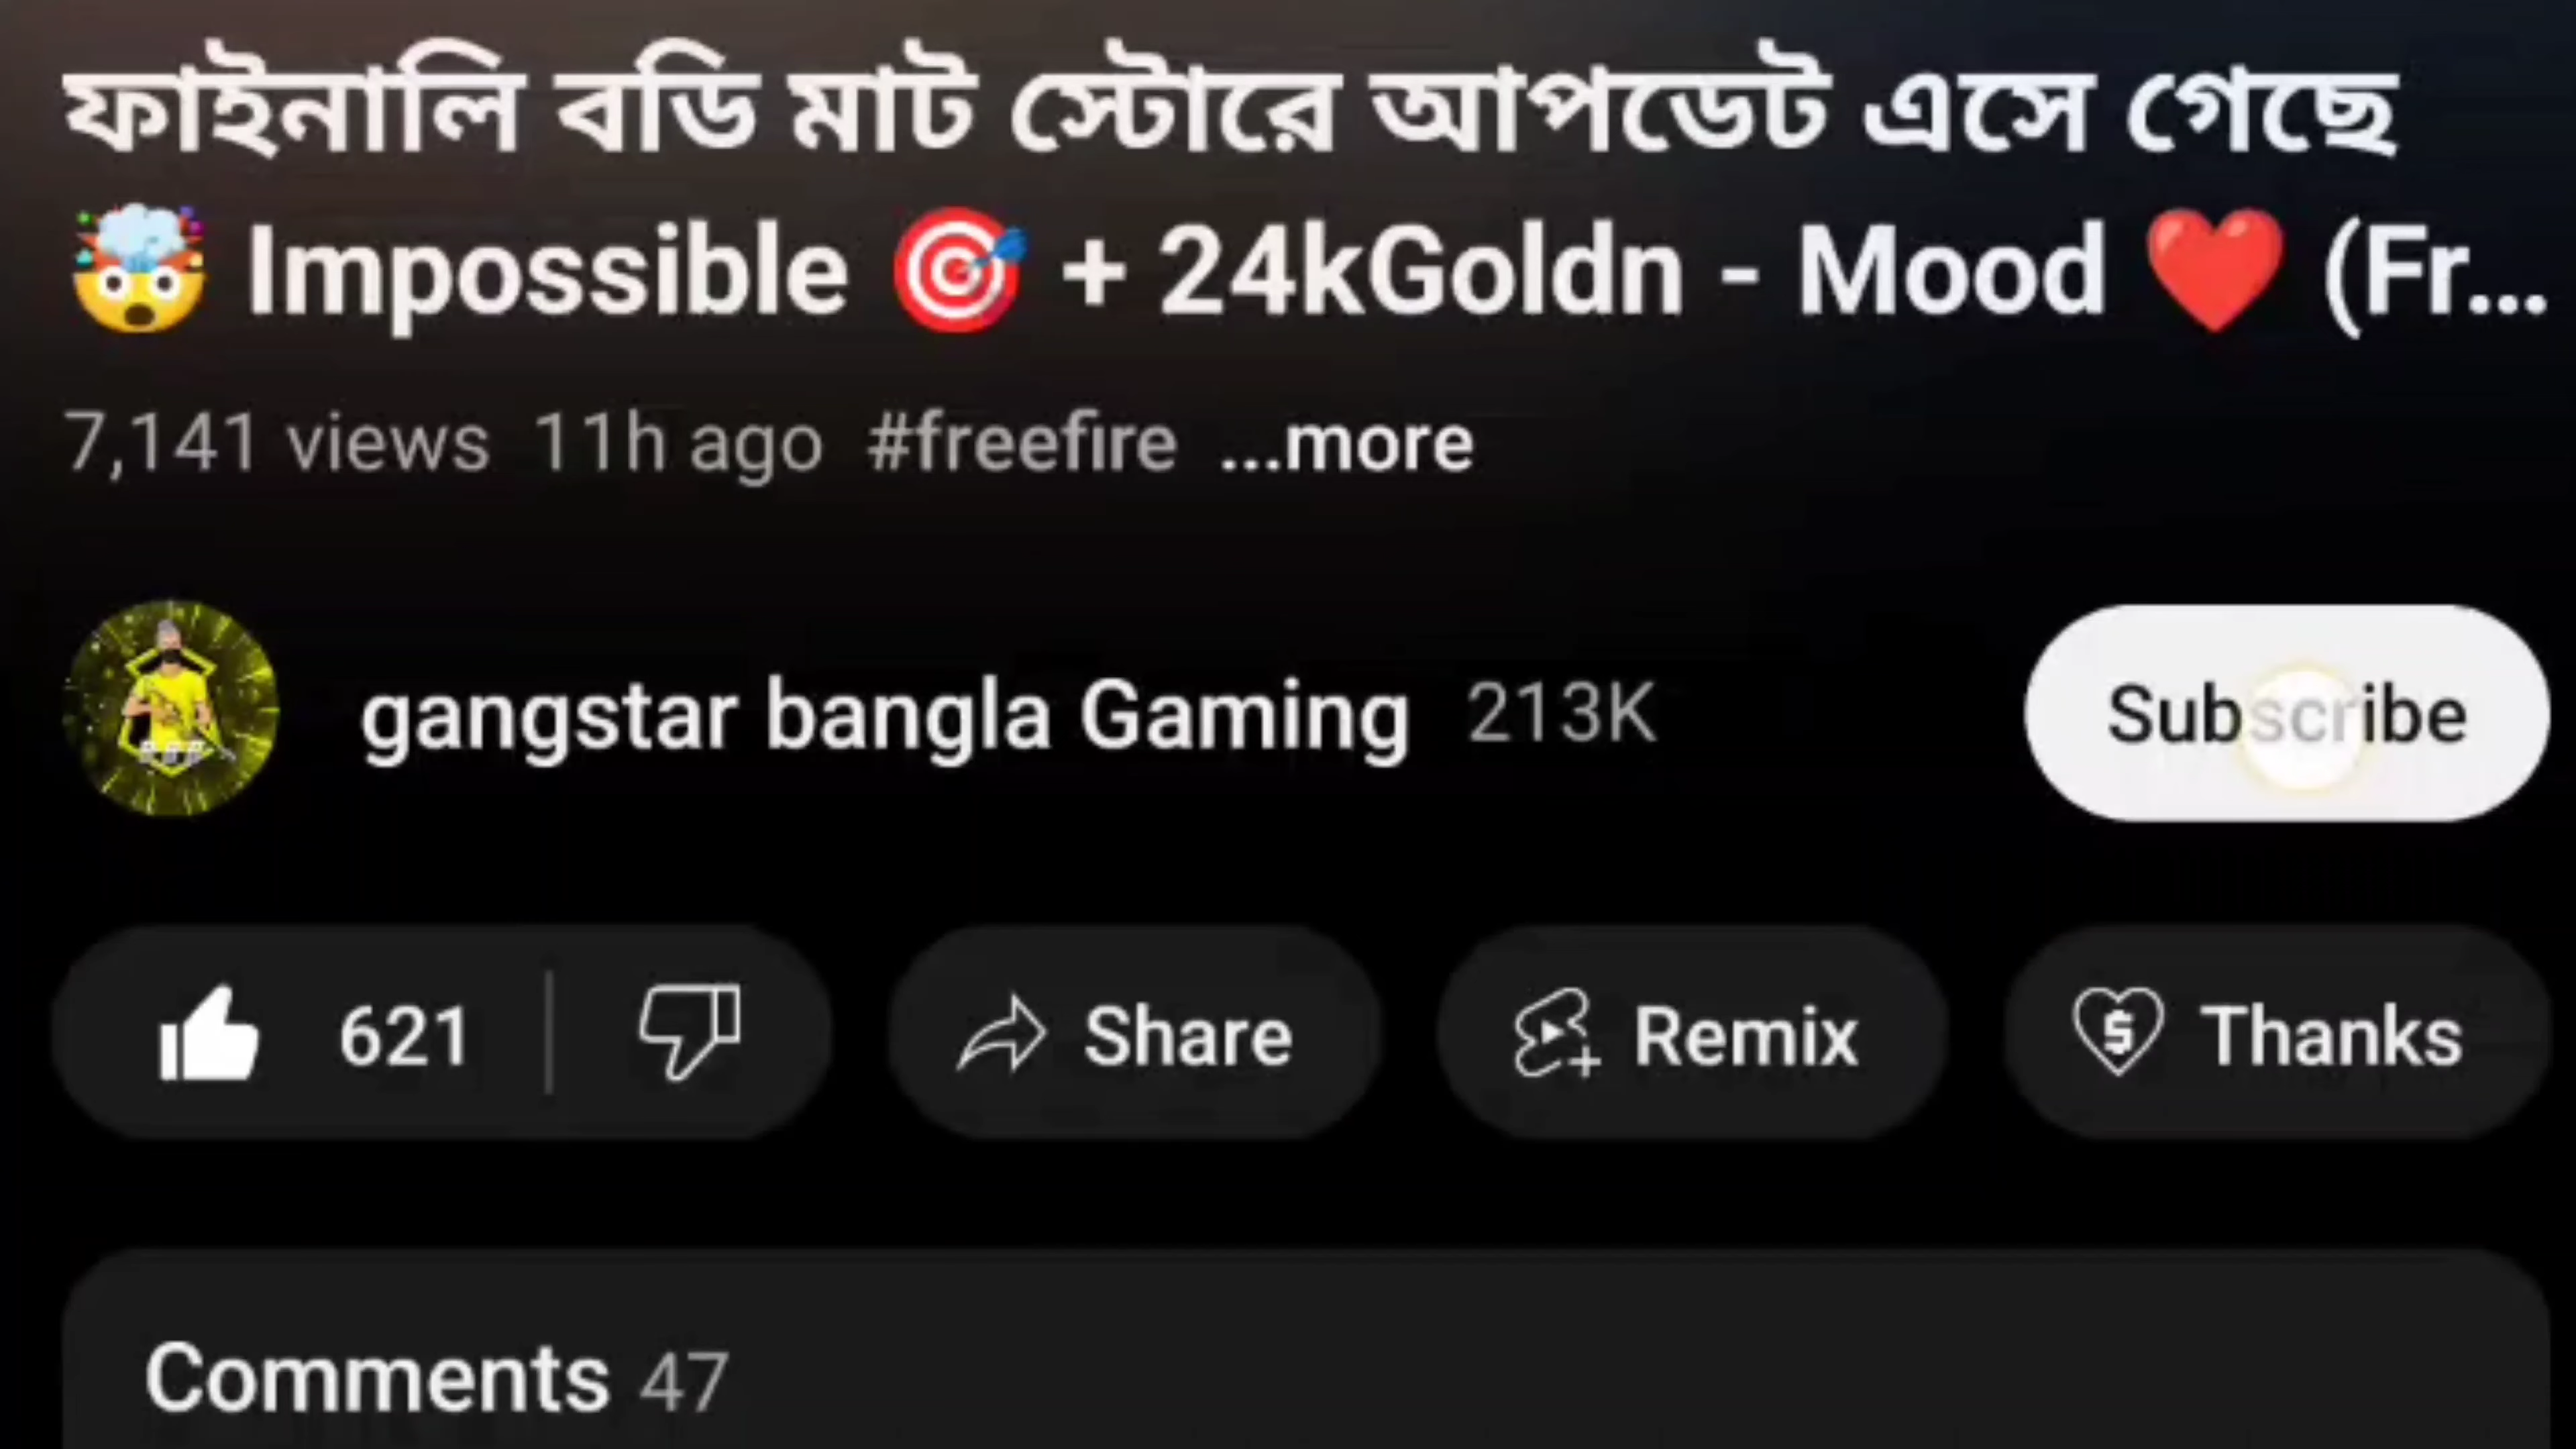 ফাইনালি বডি মাট স্টোরে আপডেট এসে গেছে
🤯 Impossible 🎯 + 24kGoldn - Mood ❤️ (Fr...
7,141 views 11h ago #freefire ...more
gangstar bangla Gaming 213K Subscribe
621 Share Remix Thanks
Comments 47